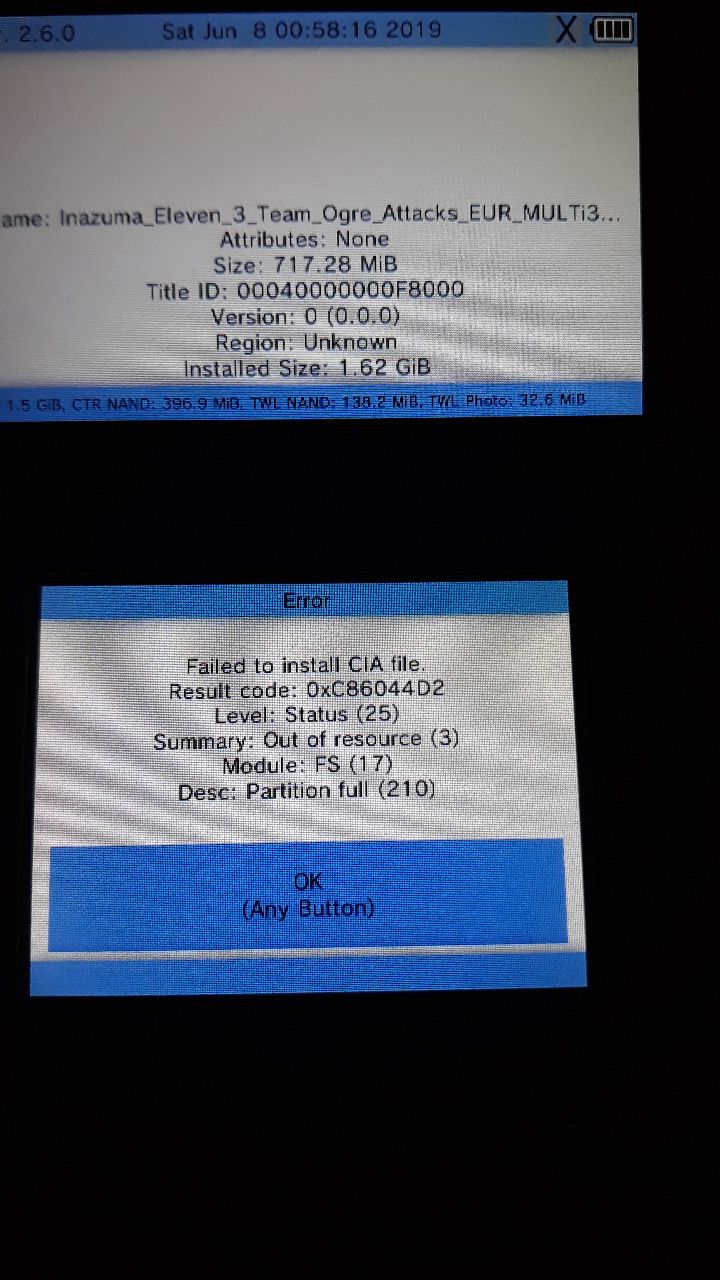 . 2.6.0 Sat Jun 8 00:58:16 2019 X
ame: Inazuma_Eleven_3_Team_Ogre_Attacks_EUR_MULTi3...
Attributes: None
Size: 717.28 MiB
Title ID: 00040000000F8000
Version: 0 (0.0.0)
Region: Unknown
Installed Size: 1.62 GiB
1.5 GiB, CTR NAND: 396.9 MiB, TWL NAND: 138.2 MiB, TWL Photo: 32.6 MiB
Error
Failed to install CIA file.
Result code: 0xC86044D2
Level: Status (25)
Summary: Out of resource (3)
Module: FS (17)
Desc: Partition full (210)
OK
(Any Button)